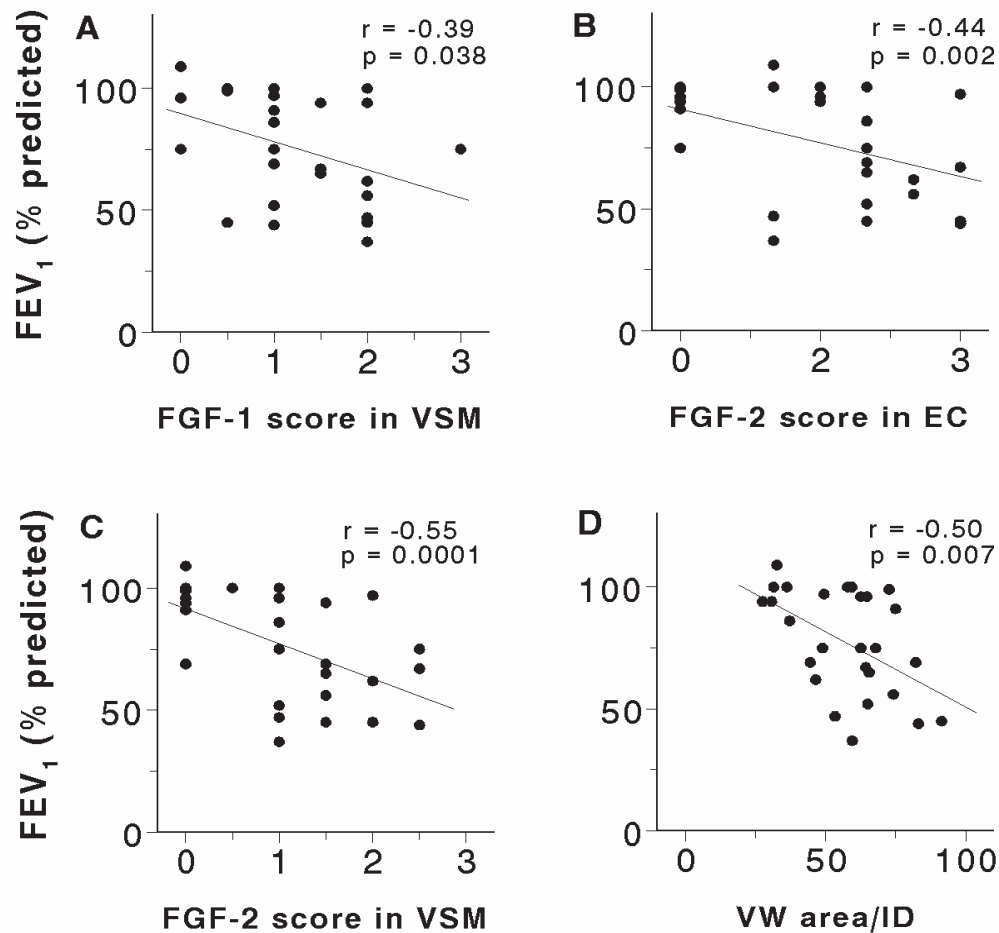 A
r = -0.39
p = 0.038
FEV1 (% predicted)
100
50
0
0 1 2 3
FGF-1 score in VSM
B
r = -0.44
p = 0.002
100
50
0
0 2 3
FGF-2 score in EC
C
r = -0.55
p = 0.0001
FEV1 (% predicted)
100
50
0
0 1 2 3
FGF-2 score in VSM
D
r = -0.50
p = 0.007
100
50
0
0 50 100
VW area/ID